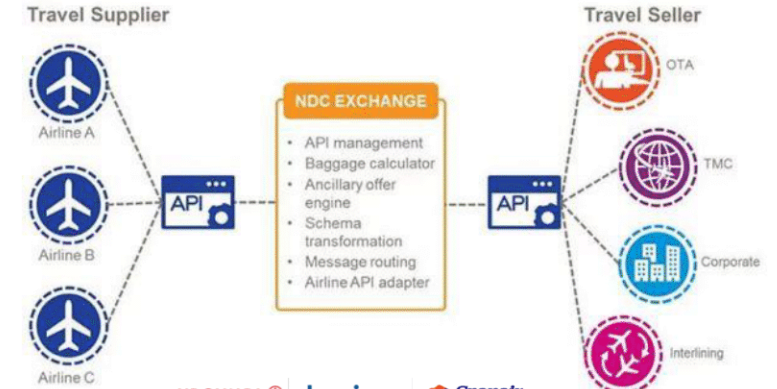 Travel Supplier
Travel Seller
Airline A
Airline B
Airline C
API
NDC EXCHANGE
• API management
• Baggage calculator
• Ancillary offer
engine
• Schema
transformation
• Message routing
• Airline API adapter
API
OTA
TMC
Corporate
Interlining